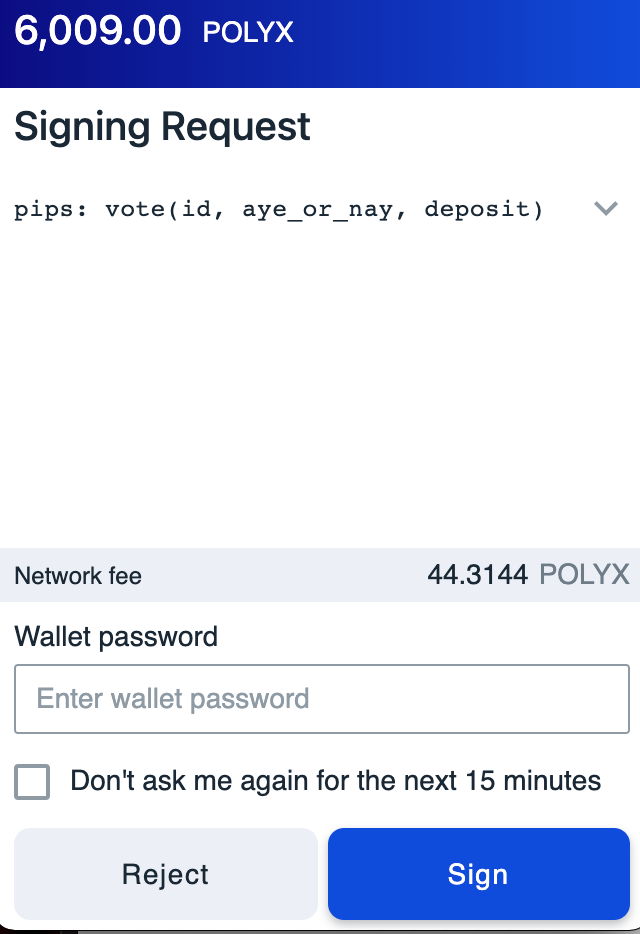 6,009.00 POLYX
Signing Request
pips: vote(id, aye_or_nay, deposit)
Network fee 44.3144 POLYX
Wallet password
Enter wallet password
Don't ask me again for the next 15 minutes
Reject Sign